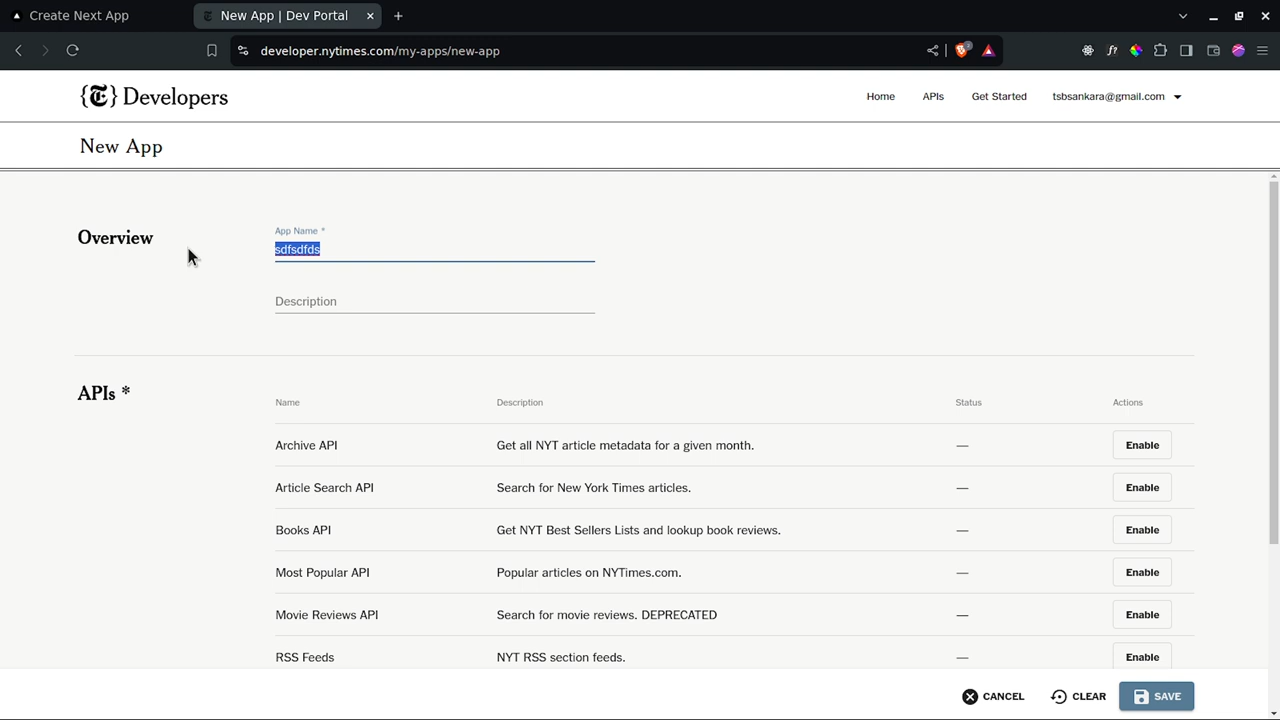 Create Next App
New App | Dev Portal
developer.nytimes.com/my-apps/new-app
{T} Developers
Home
APIs
Get Started
tsbsankara@gmail.com
New App
Overview
App Name *
sdfsdfds
Description
APIs *
Name Description Status Actions
Archive API Get all NYT article metadata for a given month. — Enable
Article Search API Search for New York Times articles. — Enable
Books API Get NYT Best Sellers Lists and lookup book reviews. — Enable
Most Popular API Popular articles on NYTimes.com. — Enable
Movie Reviews API Search for movie reviews. DEPRECATED — Enable
RSS Feeds NYT RSS section feeds. — Enable
CANCEL CLEAR SAVE